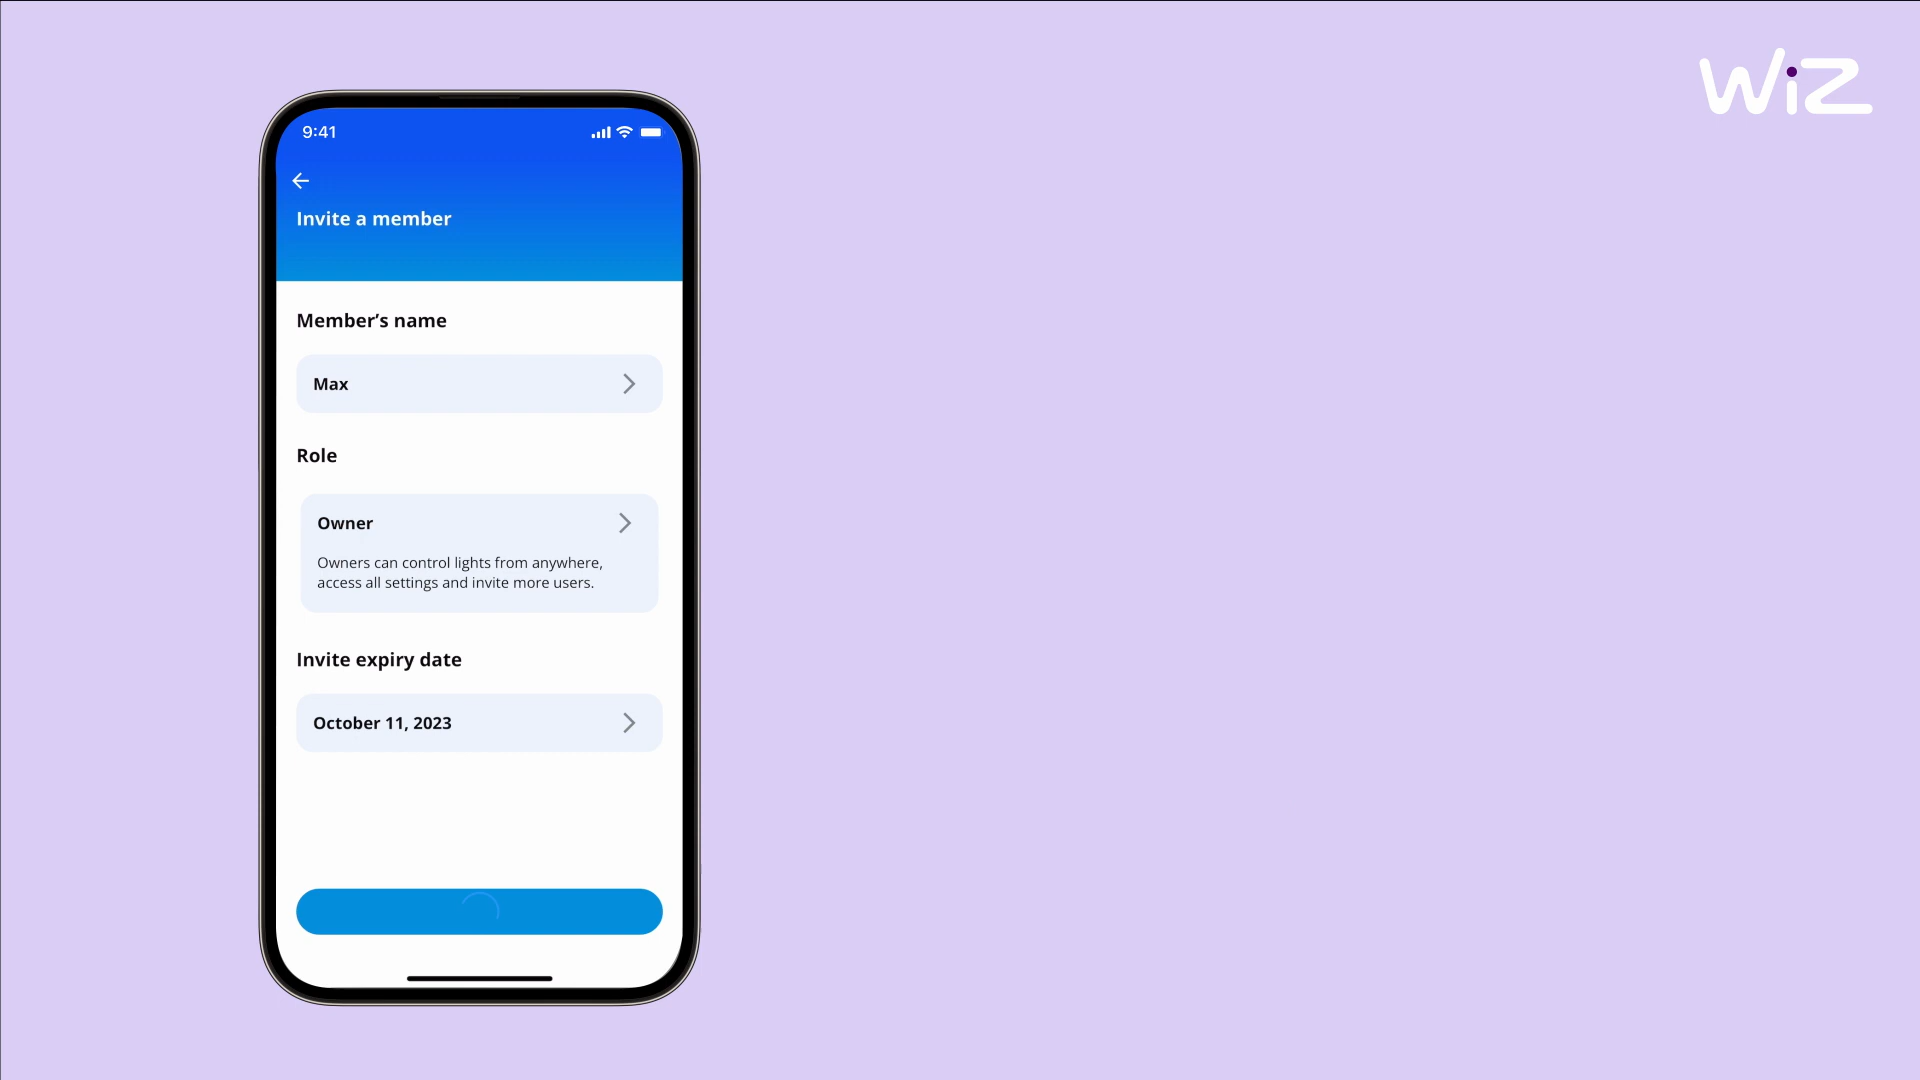 WiZ
9:41
Invite a member
Member’s name
Max
Role
Owner
Owners can control lights from anywhere,
access all settings and invite more users.
Invite expiry date
October 11, 2023